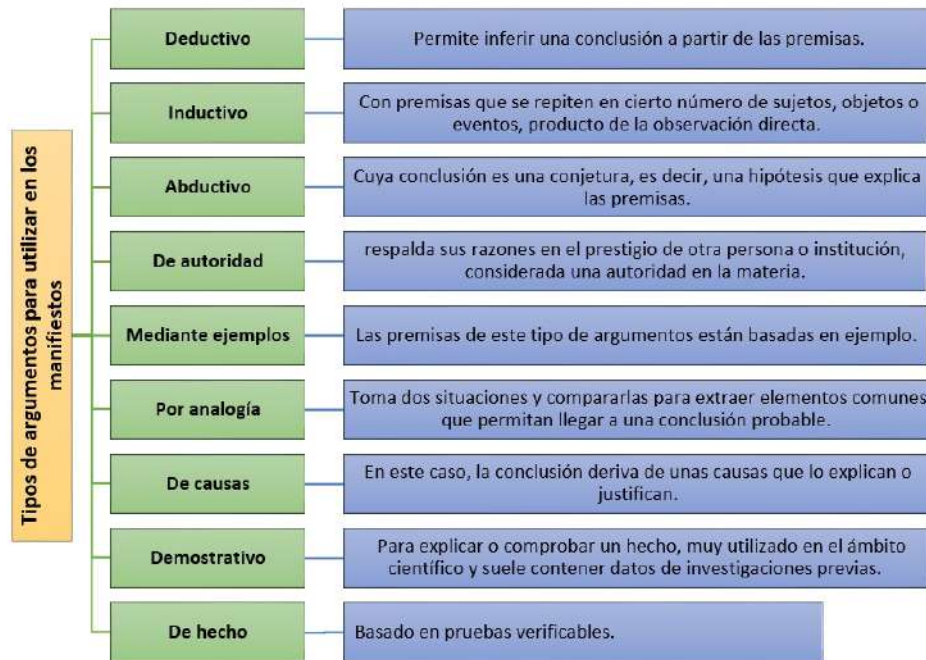 Tipos de argumentos para utilizar en los
manifiestos
Deductivo
Permite inferir una conclusión a partir de las premisas.
Inductivo
Con premisas que se repiten en cierto número de sujetos, objetos o
eventos, producto de la observación directa.
Abductivo
Cuya conclusión es una conjetura, es decir, una hipótesis que explica
las premisas.
De autoridad
respalda sus razones en el prestigio de otra persona o institución,
considerada una autoridad en la materia.
Mediante ejemplos
Las premisas de este tipo de argumentos están basadas en ejemplo.
Por analogía
Toma dos situaciones y compararlas para extraer elementos comunes
que permitan llegar a una conclusión probable.
De causas
En este caso, la conclusión deriva de unas causas que lo explican o
justifican.
Demostrativo
Para explicar o comprobar un hecho, muy utilizado en el ámbito
científico y suele contener datos de investigaciones previas.
De hecho
Basado en pruebas verificables.